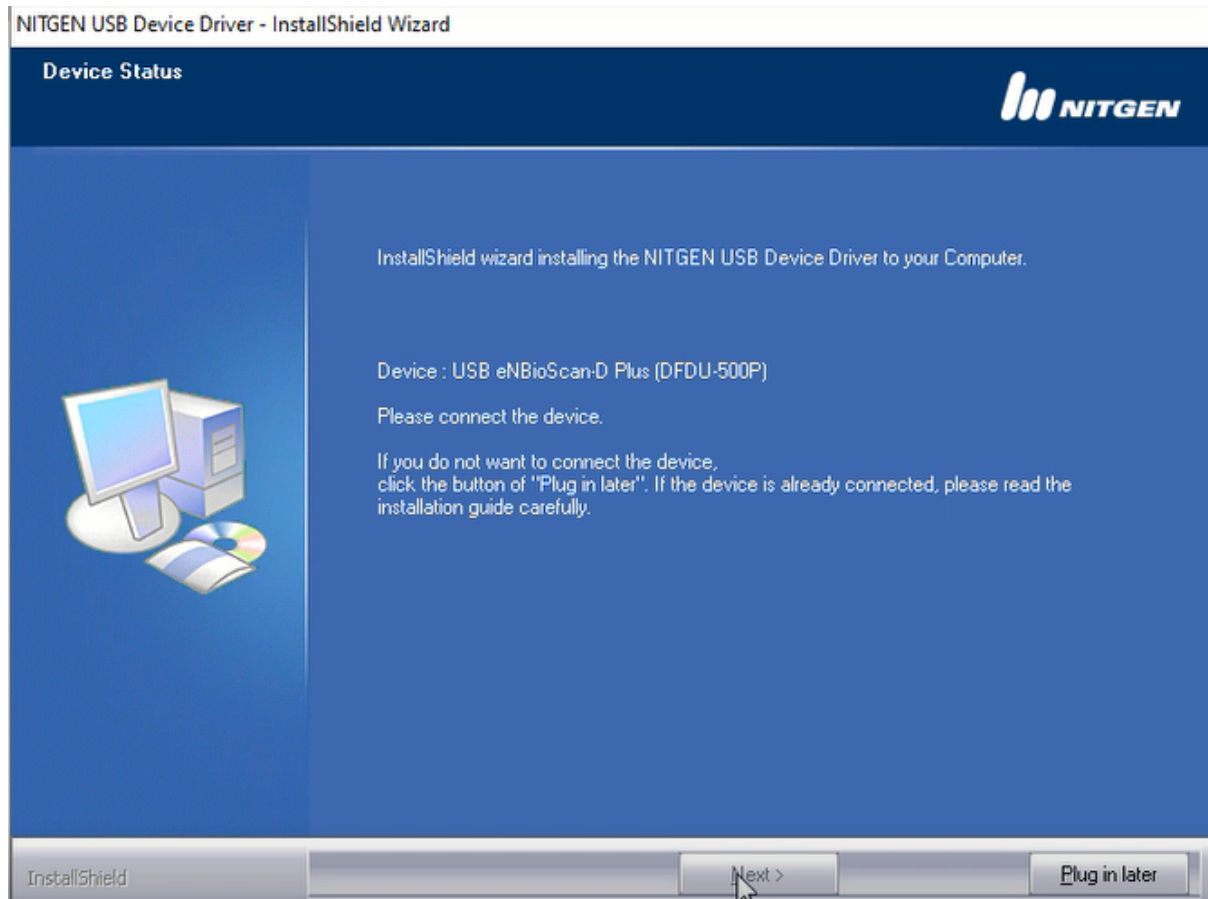 NITGEN USB Device Driver - InstallShield Wizard
Device Status
NITGEN
InstallShield wizard installing the NITGEN USB Device Driver to your Computer.
Device : USB eNBioScan-D Plus (DFDU-500P)
Please connect the device.
If you do not want to connect the device,
click the button of "Plug in later". If the device is already connected, please read the
installation guide carefully.
InstallShield
Next >
Plug in later